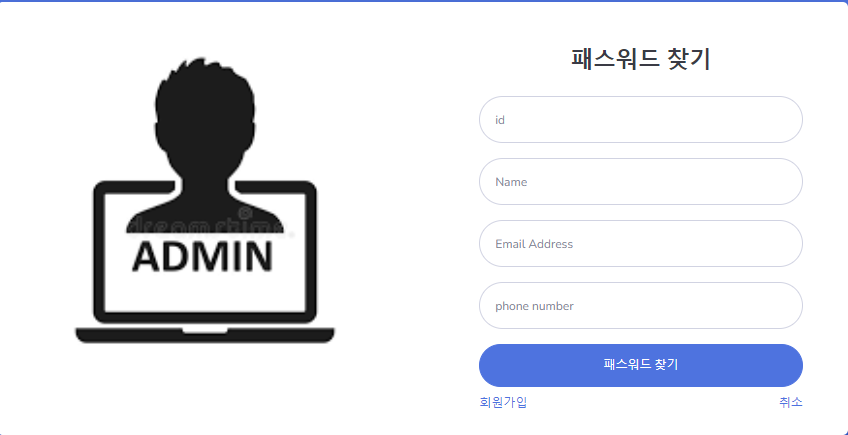 패스워드 찾기
id
Name
Email Address
phone number
패스워드 찾기
회원가입
취소
dreamstime
ADMIN